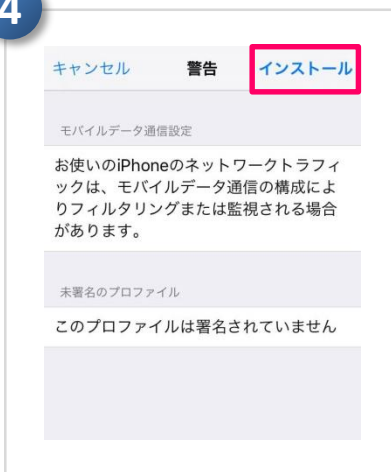 4
キャンセル 警告 インストール
モバイルデータ通信設定
お使いのiPhoneのネットワークトラフィ
ックは、モバイルデータ通信の構成によ
りフィルタリングまたは監視される場合
があります。
未署名のプロファイル
このプロファイルは署名されていません